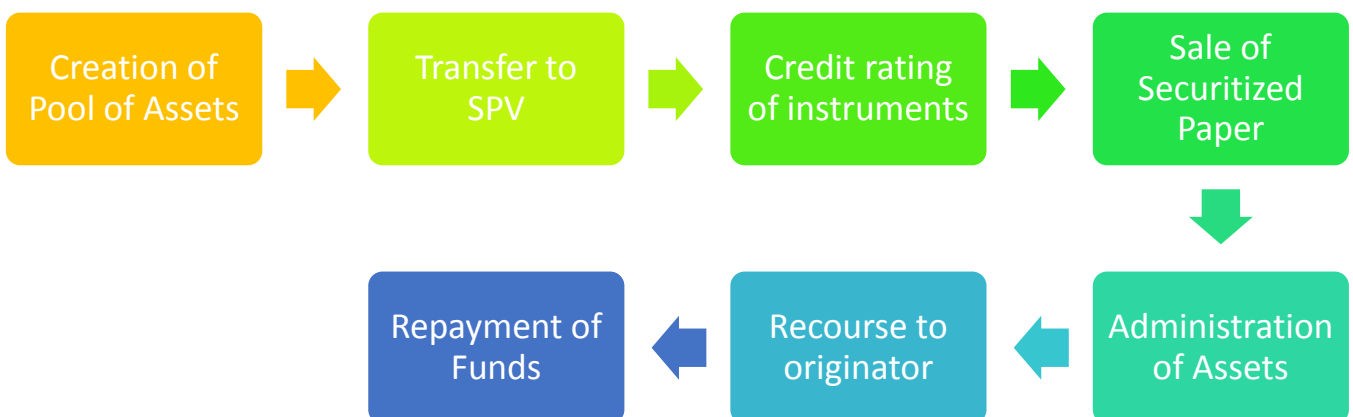 Creation of
Pool of Assets
Transfer to
SPV
Credit rating
of instruments
Sale of
Securitized
Paper
Administration
of Assets
Recourse to
originator
Repayment of
Funds